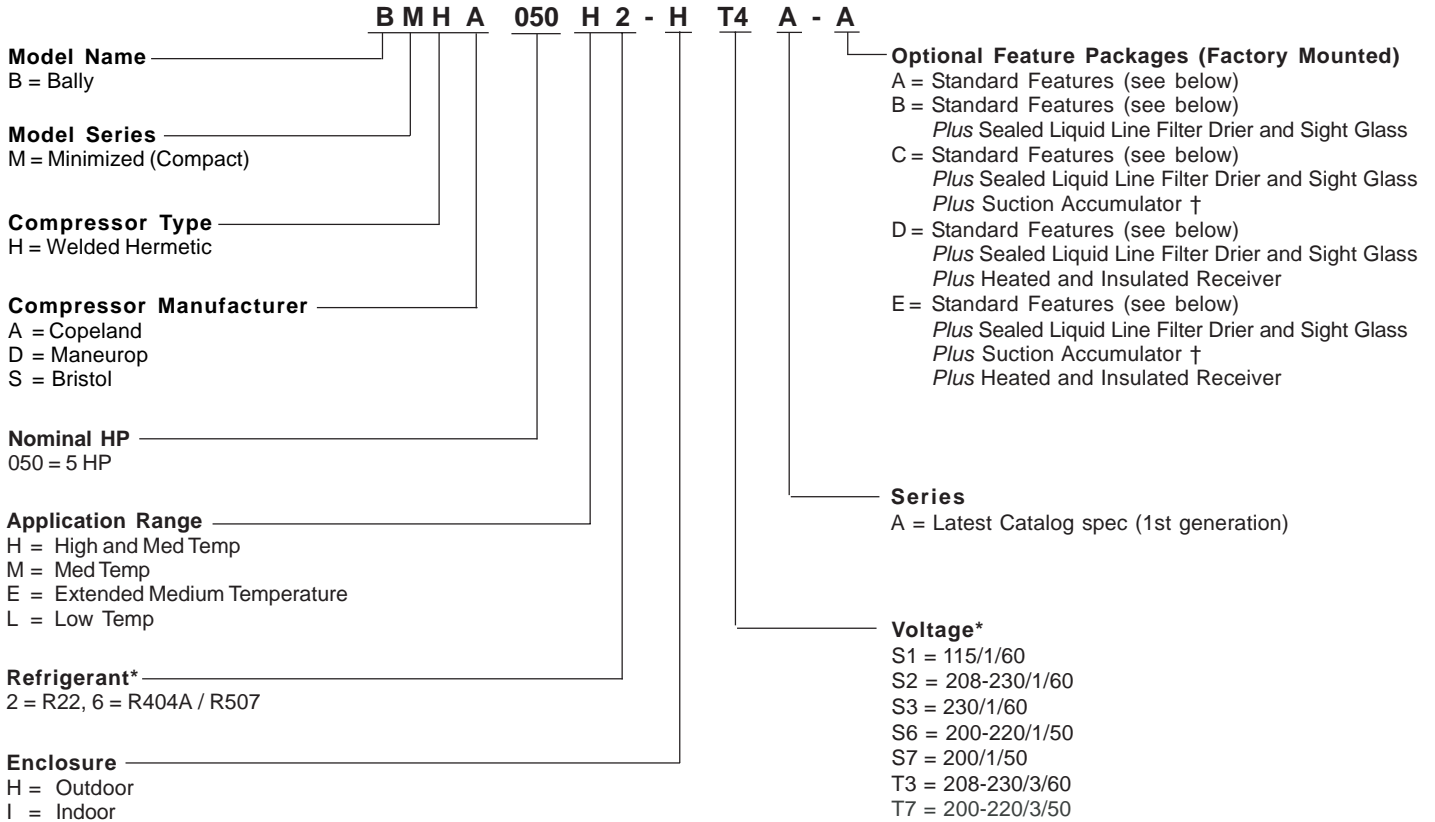 B M H A 050 H 2 - H T4 A - A
Model Name
B = Bally
Model Series
M = Minimized (Compact)
Compressor Type
H = Welded Hermetic
Compressor Manufacturer
A = Copeland
D = Maneurop
S = Bristol
Nominal HP
050 = 5 HP
Application Range
H = High and Med Temp
M = Med Temp
E = Extended Medium Temperature
L = Low Temp
Refrigerant*
2 = R22, 6 = R404A / R507
Enclosure
H = Outdoor
I = Indoor
Optional Feature Packages (Factory Mounted)
A = Standard Features (see below)
B = Standard Features (see below)
Plus Sealed Liquid Line Filter Drier and Sight Glass
C = Standard Features (see below)
Plus Sealed Liquid Line Filter Drier and Sight Glass
Plus Suction Accumulator †
D = Standard Features (see below)
Plus Sealed Liquid Line Filter Drier and Sight Glass
Plus Heated and Insulated Receiver
E = Standard Features (see below)
Plus Sealed Liquid Line Filter Drier and Sight Glass
Plus Suction Accumulator †
Plus Heated and Insulated Receiver
Series
A = Latest Catalog spec (1st generation)
Voltage*
S1 = 115/1/60
S2 = 208-230/1/60
S3 = 230/1/60
S6 = 200-220/1/50
S7 = 200/1/50
T3 = 208-230/3/60
T7 = 200-220/3/50